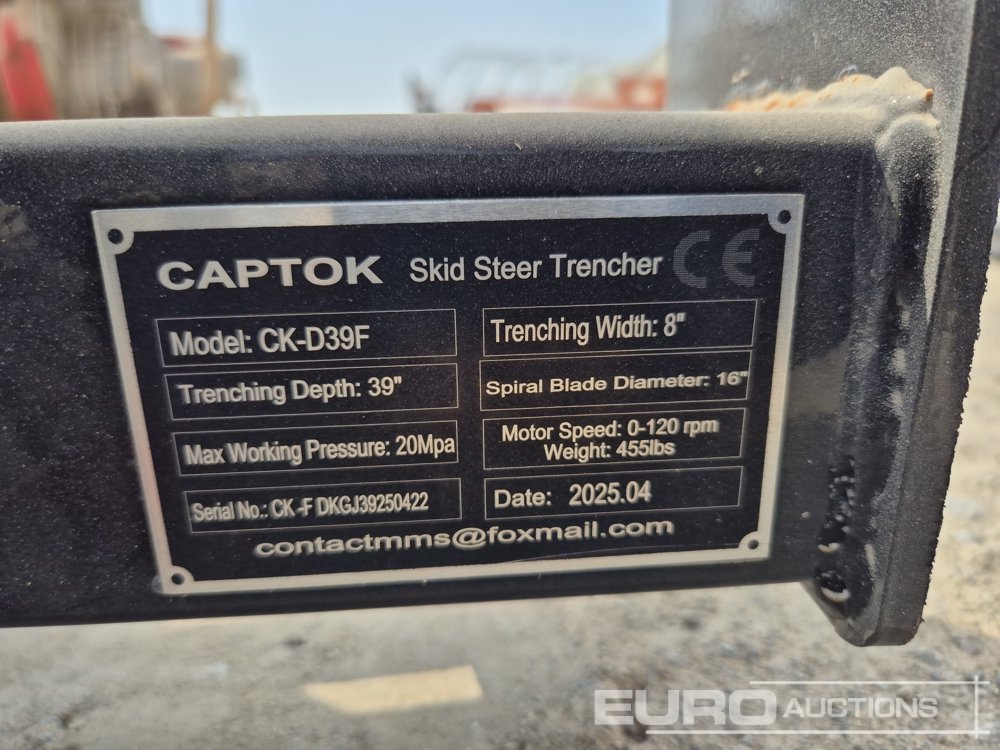 CAPTOK Skid Steer Trencher CE
Model: CK-D39F
Trenching Width: 8"
Trenching Depth: 39"
Spiral Blade Diameter: 16"
Max Working Pressure: 20Mpa
Motor Speed: 0-120 rpm
Weight: 455lbs
Serial No.: CK -F DKGJ39250422
Date: 2025.04
contactmms@foxmail.com
EURO AUCTIONS